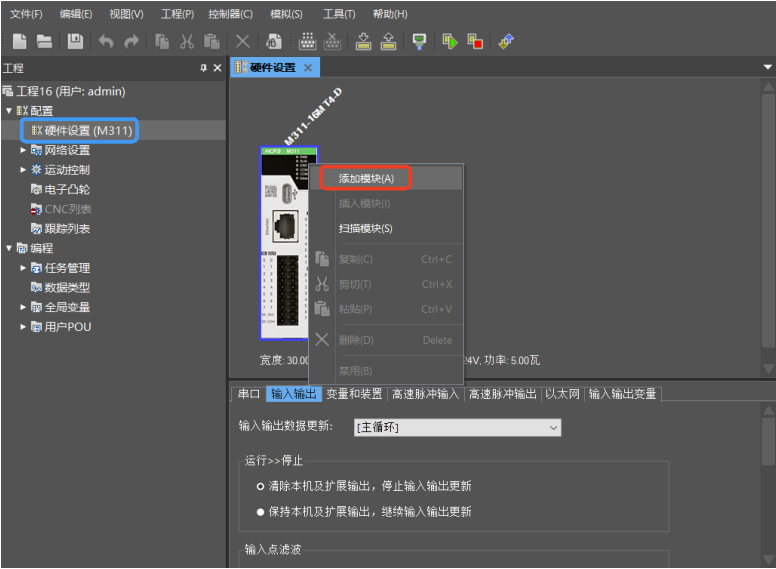 文件(F) 编辑(E) 视图(V) 工程(P) 控制器(C) 模拟(S) 工具(T) 帮助(H)
工程
硬件设置
工程16 (用户: admin)
配置
硬件设置 (M311)
网络设置
运动控制
电子凸轮
CNC列表
跟踪列表
编程
任务管理
数据类型
全局变量
用户POU
M311-16MT4-D
M311
添加模块(A)
插入模块(I)
扫描模块(S)
复制(C) Ctrl+C
剪切(T) Ctrl+X
粘贴(P) Ctrl+V
删除(D) Delete
禁用(B)
宽度: 30.00
24V, 功率: 5.00瓦
串口 输入输出 变量和装置 高速脉冲输入 高速脉冲输出 以太网 输入输出变量
输入输出数据更新: [主循环]
运行>>停止
清除本机及扩展输出，停止输入输出更新
保持本机及扩展输出，继续输入输出更新
输入点滤波